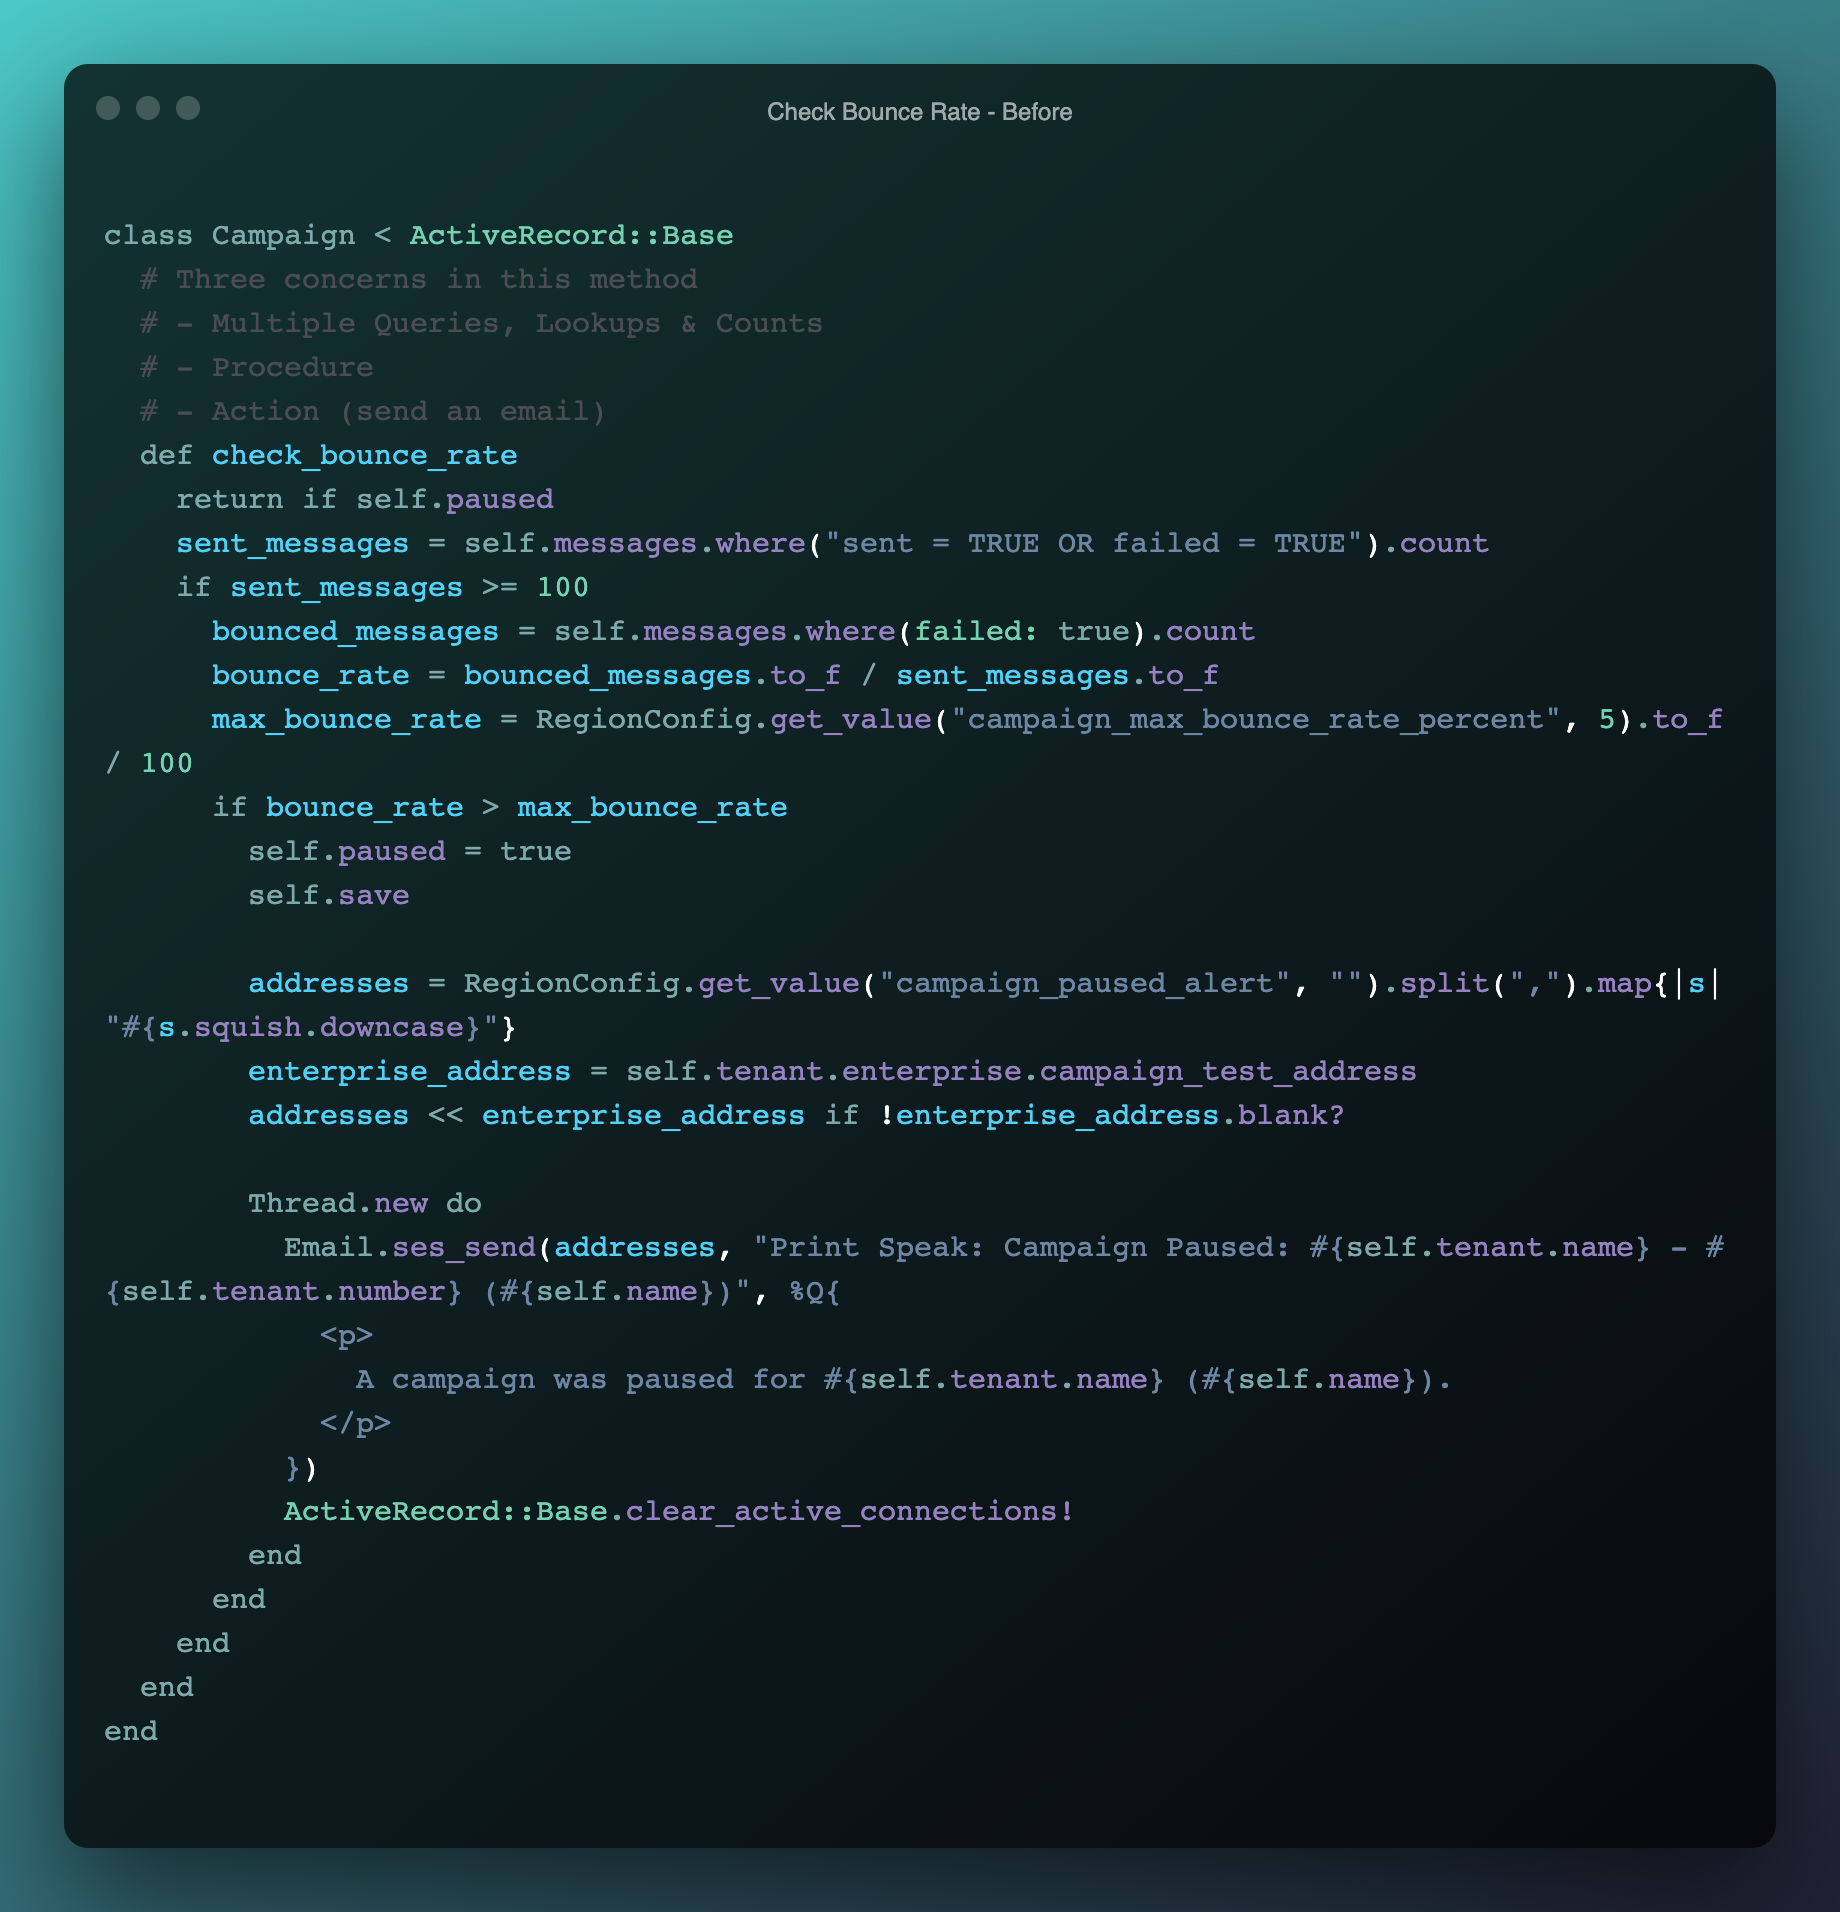 Check Bounce Rate - Before
class Campaign < ActiveRecord::Base
  # Three concerns in this method
  # - Multiple Queries, Lookups & Counts
  # - Procedure
  # - Action (send an email)
  def check_bounce_rate
    return if self.paused
    sent_messages = self.messages.where("sent = TRUE OR failed = TRUE").count
    if sent_messages >= 100
      bounced_messages = self.messages.where(failed: true).count
      bounce_rate = bounced_messages.to_f / sent_messages.to_f
      max_bounce_rate = RegionConfig.get_value("campaign_max_bounce_rate_percent", 5).to_f
/ 100
      if bounce_rate > max_bounce_rate
        self.paused = true
        self.save
        addresses = RegionConfig.get_value("campaign_paused_alert", "").split(",").map{|s|
"#{s.squish.downcase}"}
        enterprise_address = self.tenant.enterprise.campaign_test_address
        addresses << enterprise_address if !enterprise_address.blank?
        Thread.new do
          Email.ses_send(addresses, "Print Speak: Campaign Paused: #{self.tenant.name} - #
{self.tenant.number} (#{self.name})", %Q{
            <p>
              A campaign was paused for #{self.tenant.name} (#{self.name}).
            </p>
          })
          ActiveRecord::Base.clear_active_connections!
        end
      end
    end
  end
end